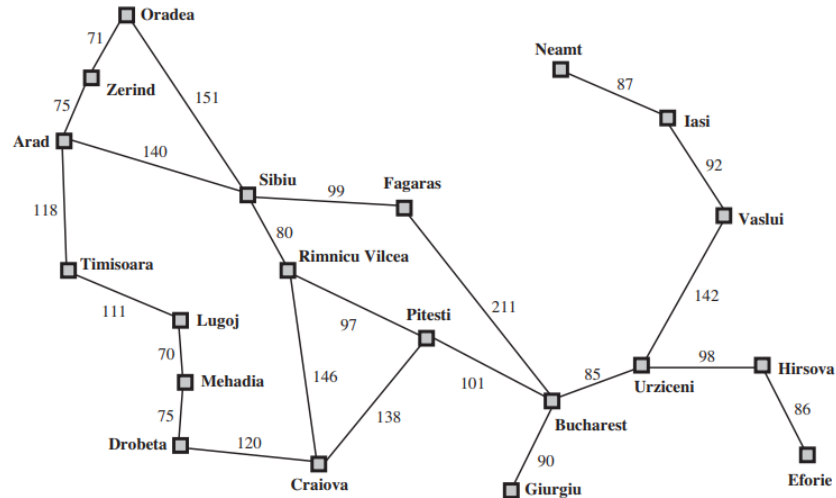 Oradea
71
Neamt
Zerind
87
75
151
Iasi
Arad
140
92
Sibiu
99
Fagaras
118
Vaslui
80
Timisoara
Rimnicu Vilcea
142
111
211
Lugoj
Pitesti
97
70
98
85
Hirsova
146
101
Mehadia
Urziceni
75
138
86
Bucharest
120
Drobeta
90
Craiova
Giurgiu
Eforie